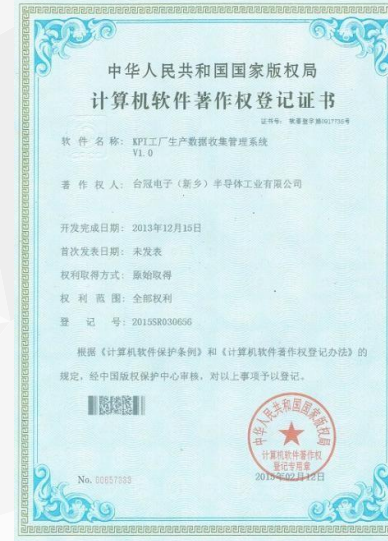 中华人民共和国国家版权局
计算机软件著作权登记证书
证书号： 软著登字第0917735号
软件名称： KPI工厂生产数据收集管理系统
V1.0
著作权人： 台冠电子（新乡）半导体工业有限公司
开发完成日期： 2013年12月15日
首次发表日期： 未发表
权利取得方式： 原始取得
权利范围： 全部权利
登记号： 2015SR030656
根据《计算机软件保护条例》和《计算机软件著作权登记办法》的
规定，经中国版权保护中心审核，对以上事项予以登记。
中华人民共和国国家版权局
计算机软件著作权
登记专用章
No.
2015年02月12日